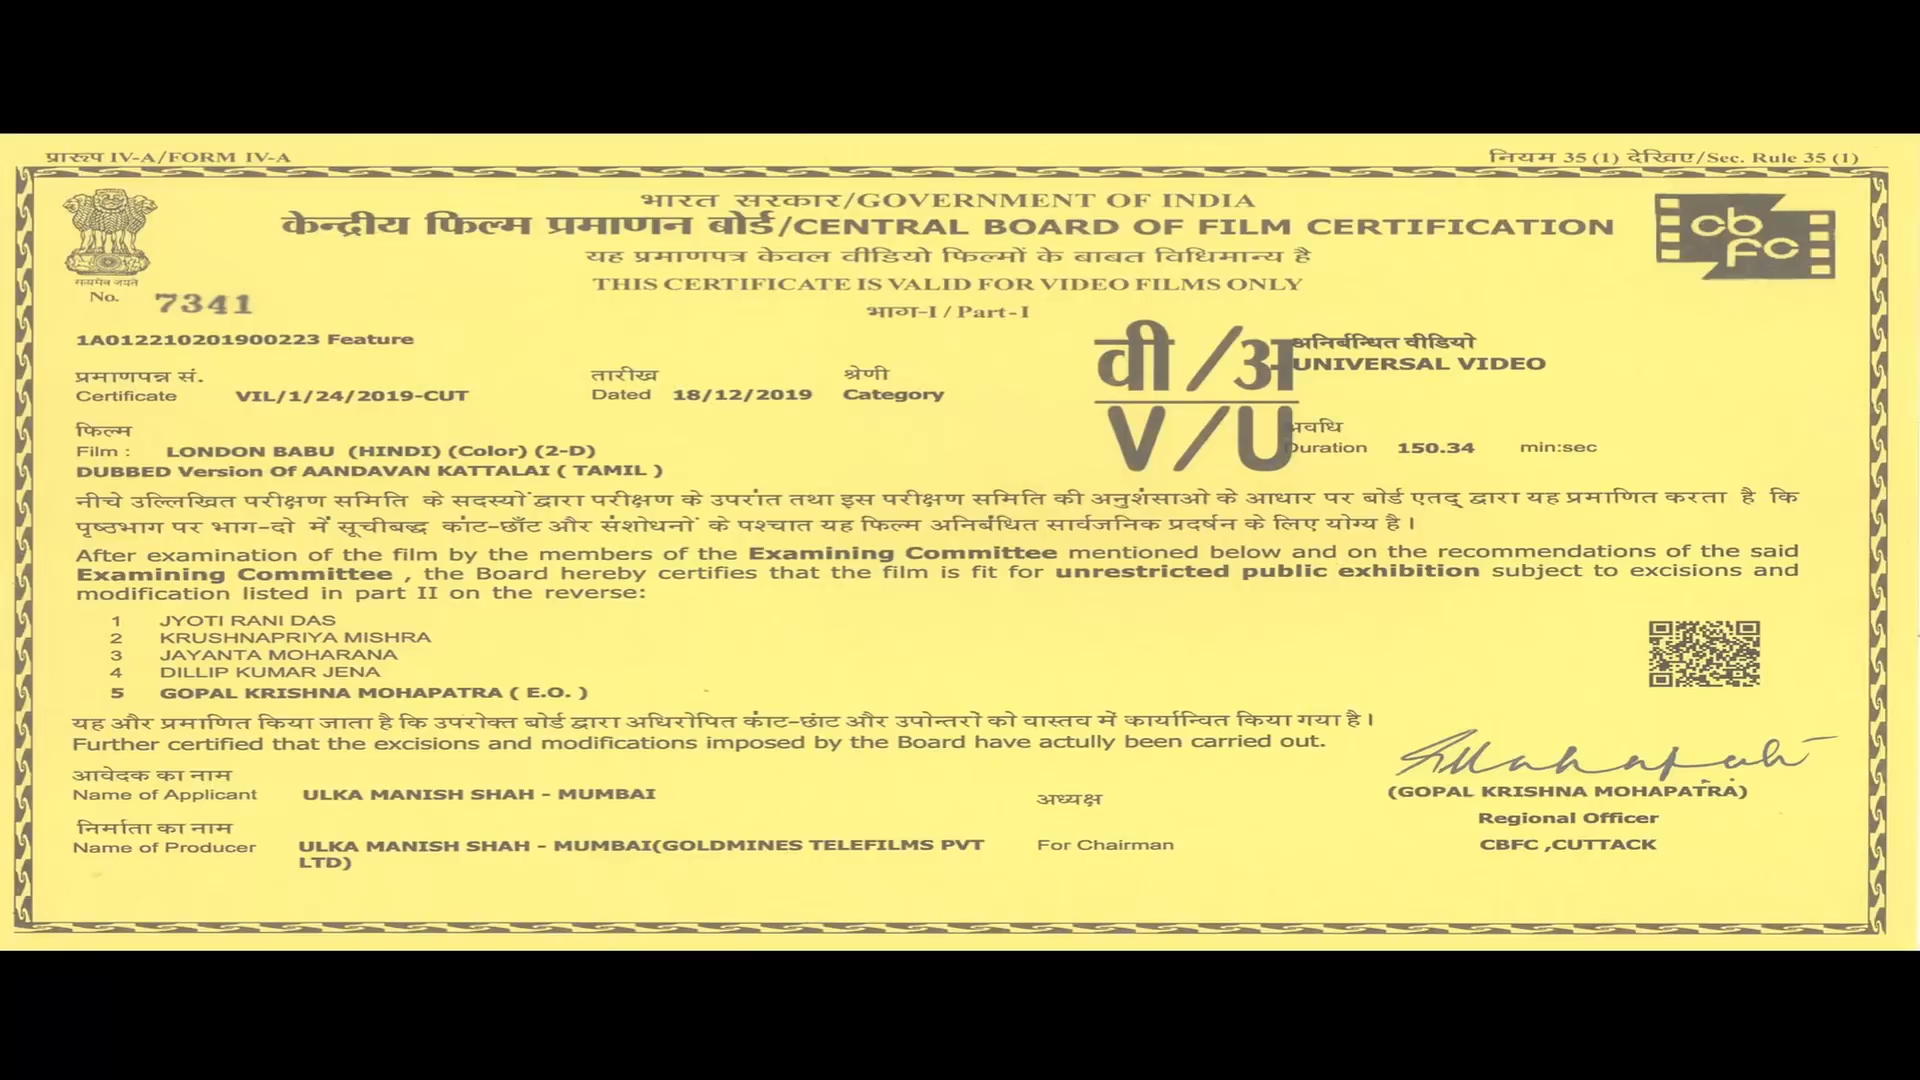 प्रारूप IV-A/FORM IV-A
नियम 35 (1) देखिए/Sec. Rule 35 (1)
भारत सरकार/GOVERNMENT OF INDIA
केन्द्रीय फिल्म प्रमाणन बोर्ड/CENTRAL BOARD OF FILM CERTIFICATION
cb
fc
यह प्रमाणपत्र केवल वीडियो फिल्मों के बाबत विधिमान्य है
सत्यमेव जयते
THIS CERTIFICATE IS VALID FOR VIDEO FILMS ONLY
No. 7341
भाग-I / Part-I
1A012210201900223 Feature
वी/अ
अनिर्बन्धित वीडियो
UNIVERSAL VIDEO
प्रमाणपत्र सं. तारीख श्रेणी
Certificate VIL/1/24/2019-CUT Dated 18/12/2019 Category
V/U
फिल्म अवधि
Film : LONDON BABU (HINDI) (Color) (2-D) Duration 150.34 min:sec
DUBBED Version Of AANDAVAN KATTALAI ( TAMIL )
नीचे उल्लिखित परीक्षण समिति के सदस्यों द्वारा परीक्षण के उपरांत तथा इस परीक्षण समिति की अनुशंसाओ के आधार पर बोर्ड एतद् द्वारा यह प्रमाणित करता है कि
पृष्ठभाग पर भाग-दो में सूचीबद्ध कांट-छाँट और संशोधनों के पश्चात यह फिल्म अनिर्बंधित सार्वजनिक प्रदर्षन के लिए योग्य है।
After examination of the film by the members of the Examining Committee mentioned below and on the recommendations of the said
Examining Committee , the Board hereby certifies that the film is fit for unrestricted public exhibition subject to excisions and
modification listed in part II on the reverse:
1 JYOTI RANI DAS
2 KRUSHNAPRIYA MISHRA
3 JAYANTA MOHARANA
4 DILLIP KUMAR JENA
5 GOPAL KRISHNA MOHAPATRA ( E.O. )
यह और प्रमाणित किया जाता है कि उपरोक्त बोर्ड द्वारा अधिरोपित कांट-छांट और उपोन्तरों को वास्तव में कार्यान्वित किया गया है।
Further certified that the excisions and modifications imposed by the Board have actully been carried out.
आवेदक का नाम
Name of Applicant ULKA MANISH SHAH - MUMBAI
अध्यक्ष
(GOPAL KRISHNA MOHAPATRA)
Regional Officer
निर्माता का नाम
Name of Producer ULKA MANISH SHAH - MUMBAI(GOLDMINES TELEFILMS PVT
LTD)
For Chairman
CBFC ,CUTTACK